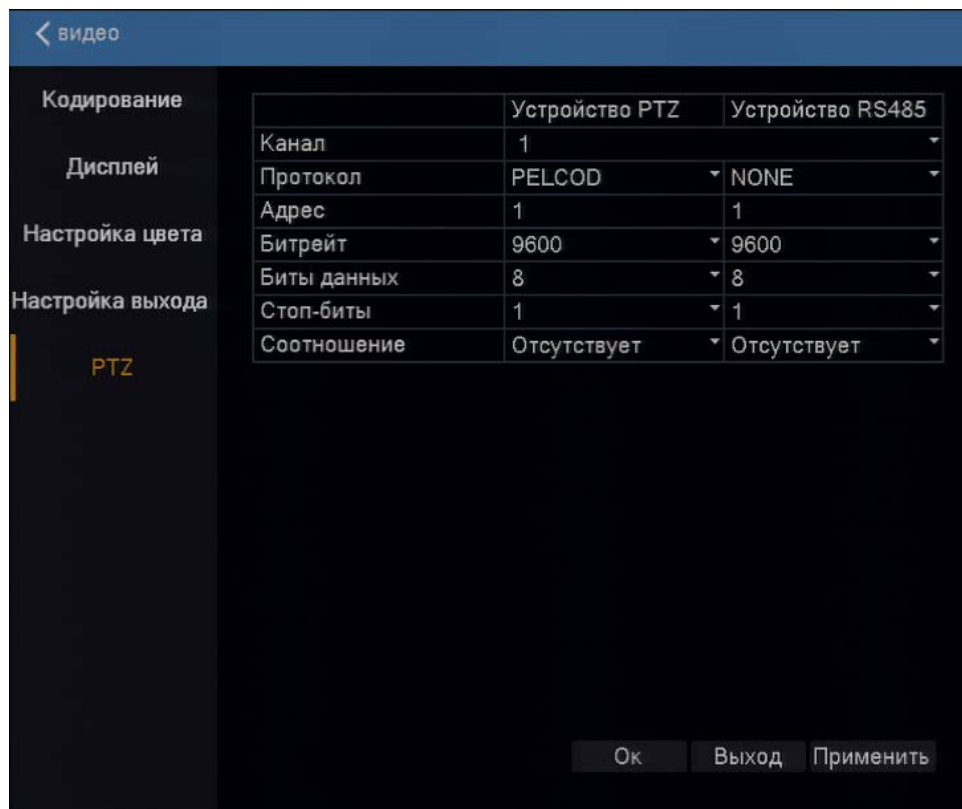 видео
Кодирование
Дисплей
Настройка цвета
Настройка выхода
PTZ
Устройство PTZ Устройство RS485
Канал 1
Протокол PELCOD NONE
Адрес 1 1
Битрейт 9600 9600
Биты данных 8 8
Стоп-биты 1 1
Соотношение Отсутствует Отсутствует
Ок Выход Применить